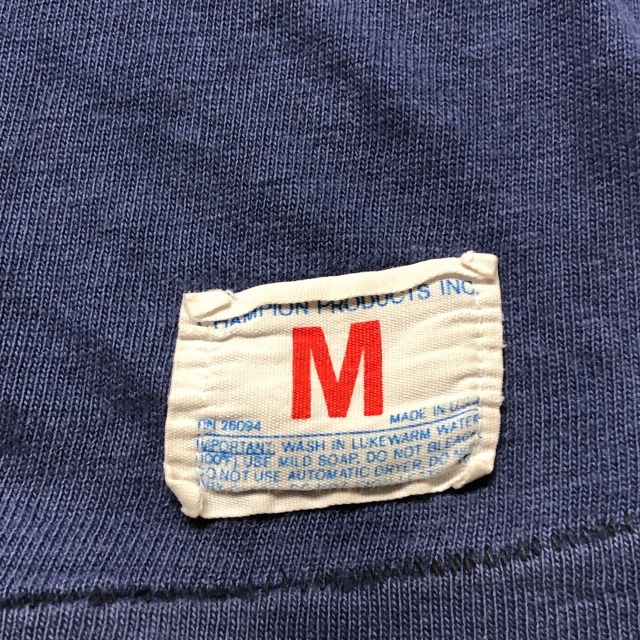 CHAMPION PRODUCTS INC.
M
RN 26094 MADE IN U.S.A
IMPORTANT: WASH IN LUKEWARM WATER
100°F USE MILD SOAP. DO NOT BLEACH
DO NOT USE AUTOMATIC DRYER.